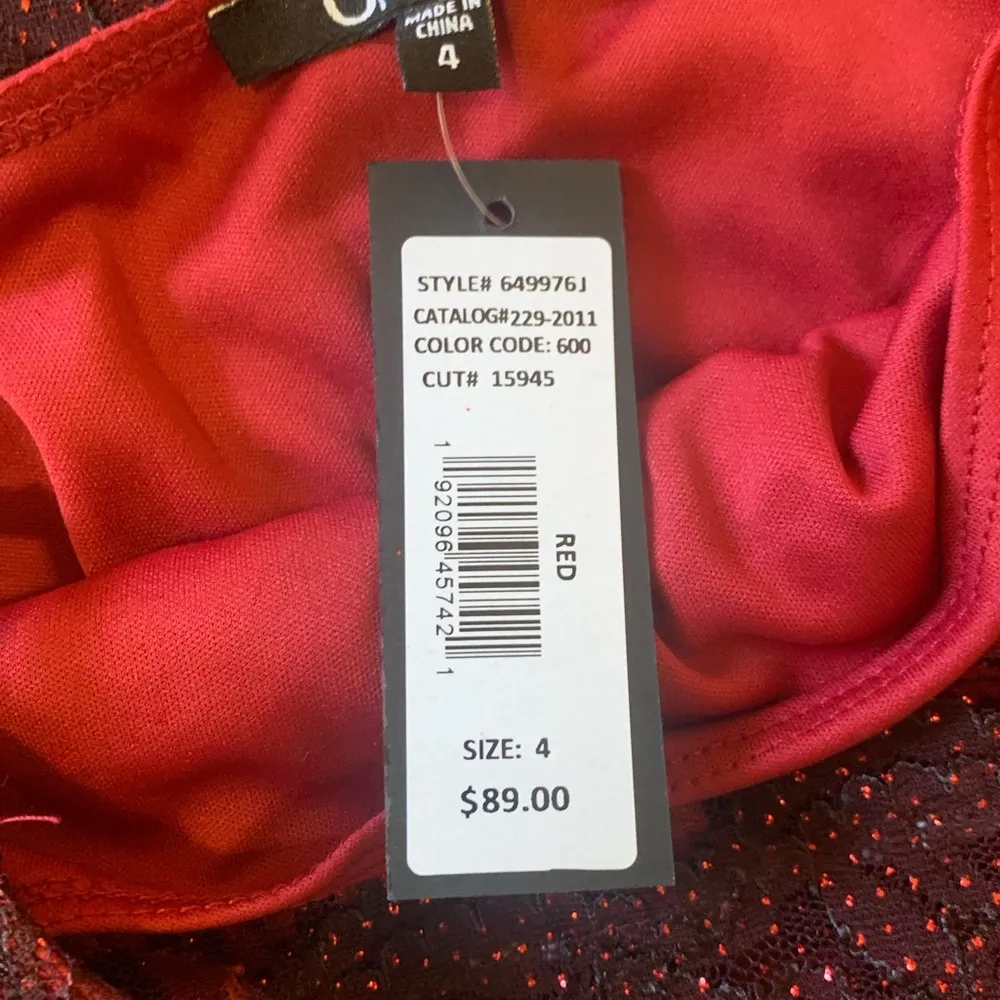 MADE IN
CHINA
4
STYLE# 649976J
CATALOG#229-2011
COLOR CODE: 600
CUT# 15945
1 92096 45742 1
RED
SIZE: 4
$89.00